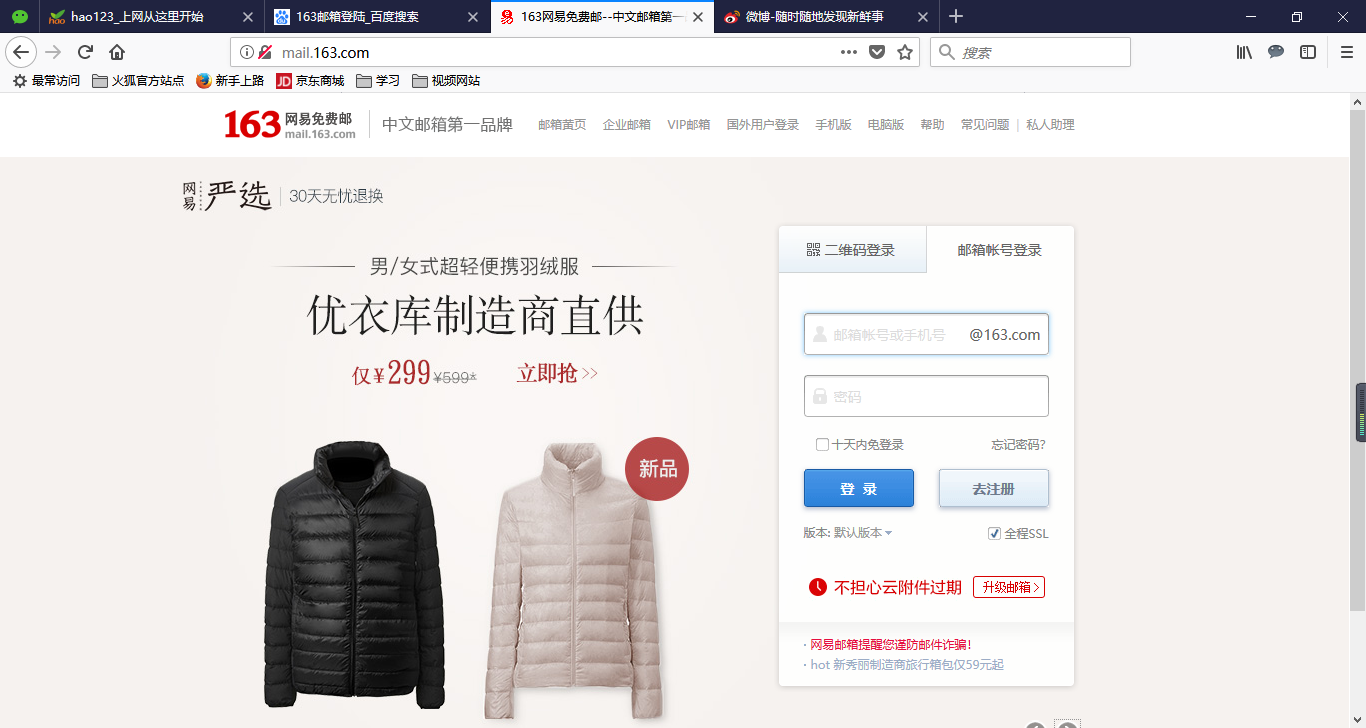 hao123_上网从这里开始
163邮箱登陆_百度搜索
163网易免费邮--中文邮箱第一
微博-随时随地发现新鲜事
mail.163.com
搜索
最常访问 火狐官方站点 新手上路 JD 京东商城 学习 视频网站
163 网易免费邮
mail.163.com
中文邮箱第一品牌
邮箱黄页 企业邮箱 VIP邮箱 国外用户登录 手机版 电脑版 帮助 常见问题 | 私人助理
网易严选 30天无忧退换
男/女式超轻便携羽绒服
优衣库制造商直供
仅¥299 ¥599* 立即抢 >>
新品
二维码登录 邮箱帐号登录
邮箱帐号或手机号 @163.com
密码
十天内免登录 忘记密码?
登 录 去注册
版本: 默认版本 全程SSL
不担心云附件过期 升级邮箱>
· 网易邮箱提醒您谨防邮件诈骗!
· hot 新秀丽制造商旅行箱包仅59元起